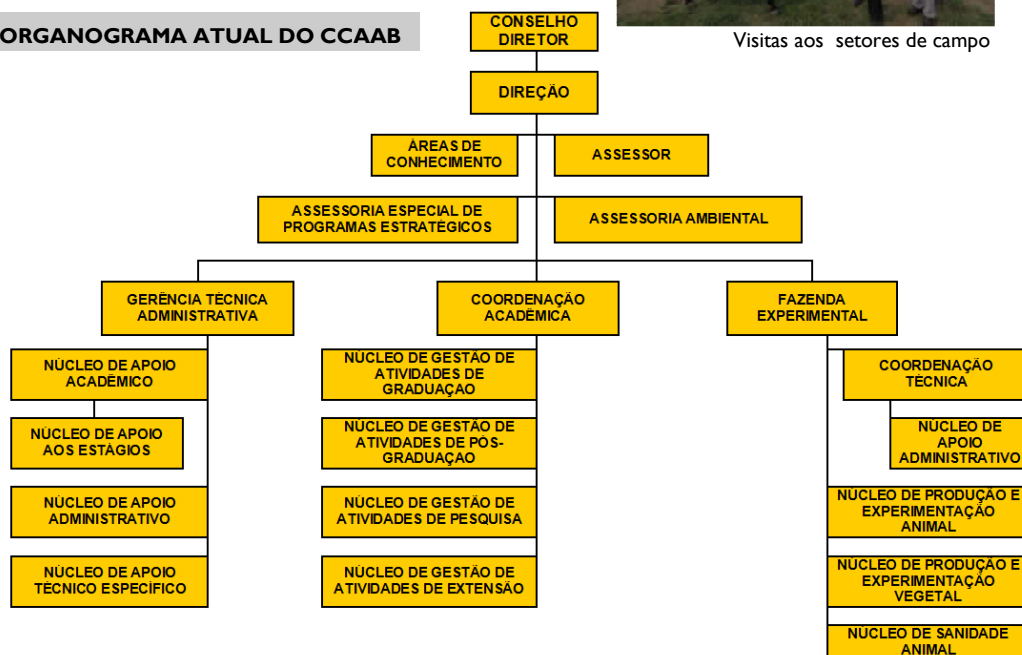 ORGANOGRAMA ATUAL DO CCAAB
Visitas aos setores de campo
CONSELHO
DIRETOR
DIREÇÃO
ÁREAS DE
CONHECIMENTO
ASSESSOR
ASSESSORIA ESPECIAL DE
PROGRAMAS ESTRATÉGICOS
ASSESSORIA AMBIENTAL
GERÊNCIA TÉCNICA
ADMINISTRATIVA
NÚCLEO DE APOIO
ACADÊMICO
NÚCLEO DE APOIO
AOS ESTÁGIOS
NÚCLEO DE APOIO
ADMINISTRATIVO
NÚCLEO DE APOIO
TÉCNICO ESPECÍFICO
COORDENAÇÃO
ACADÊMICA
NÚCLEO DE GESTÃO DE
ATIVIDADES DE
GRADUAÇAO
NÚCLEO DE GESTÃO DE
ATIVIDADES DE PÓS-
GRADUAÇAO
NÚCLEO DE GESTÃO DE
ATIVIDADES DE PESQUISA
NÚCLEO DE GESTÃO DE
ATIVIDADES DE EXTENSÃO
FAZENDA
EXPERIMENTAL
COORDENAÇÃO
TÉCNICA
NÚCLEO DE
APOIO
ADMINISTRATIVO
NÚCLEO DE PRODUÇÃO E
EXPERIMENTAÇÃO
ANIMAL
NÚCLEO DE PRODUÇÃO E
EXPERIMENTAÇÃO
VEGETAL
NÚCLEO DE SANIDADE
ANIMAL